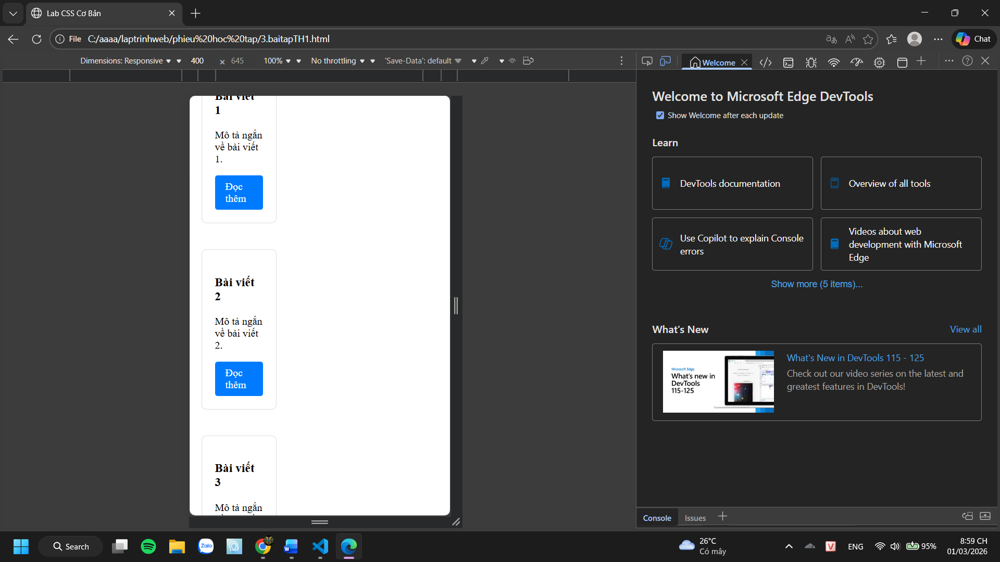 Lab CSS Cơ Bản
File C:/aaaa/laptrinhweb/phieu%20hoc%20tap/3.baitapTH1.html
Chat
Dimensions: Responsive 400 × 645 100% No throttling 'Save-Data': default
Welcome
Bài viết
1
Mô tả ngắn
về bài viết
1.
Đọc
thêm
Bài viết
2
Mô tả ngắn
về bài viết
2.
Đọc
thêm
Bài viết
3
Mô tả ngắn
Welcome to Microsoft Edge DevTools
Show Welcome after each update
Learn
DevTools documentation
Overview of all tools
Use Copilot to explain Console
errors
Videos about web
development with Microsoft
Edge
Show more (5 items)...
What's New
View all
Microsoft Edge
What's new in
DevTools
115-125
What's New in DevTools 115 - 125
Check out our video series on the latest and
greatest features in DevTools!
Console
Issues
Search
Zalo
26°C
Có mây
ENG
95%
8:59 CH
01/03/2026